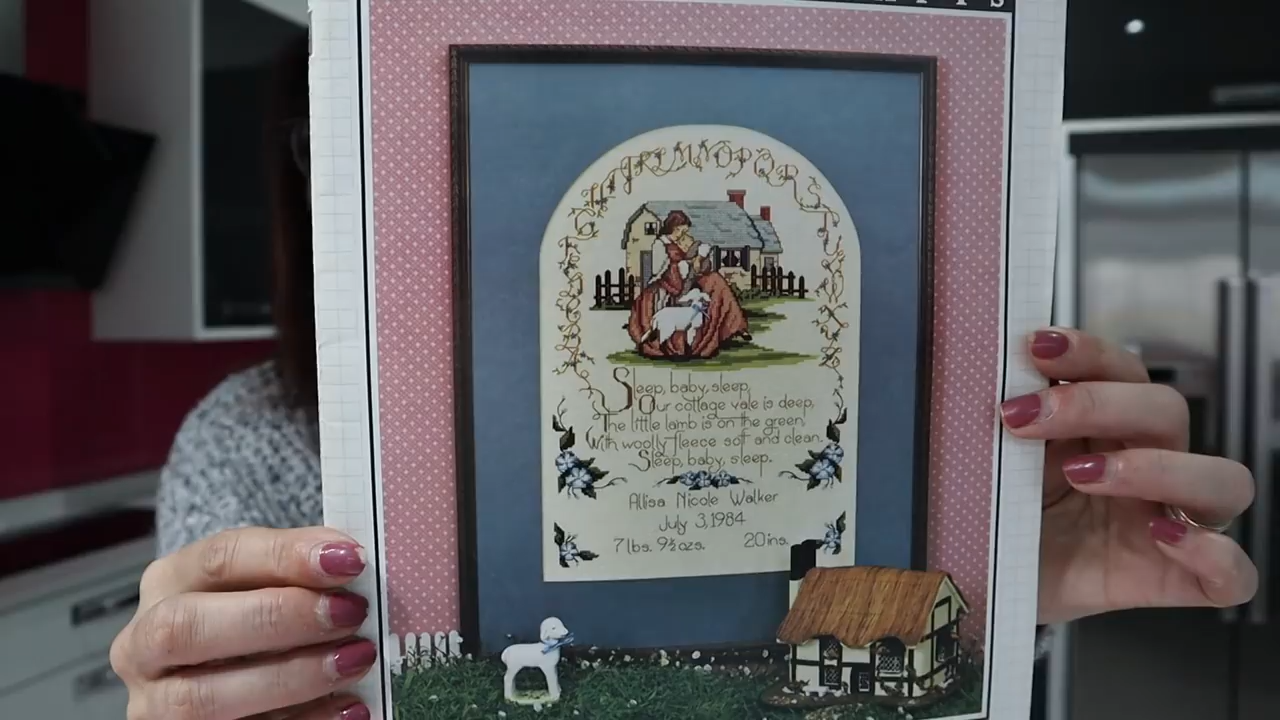 Sleep, baby, sleep,
Our cottage vale is deep,
The little lamb is on the green,
With woolly fleece soft and clean.
Sleep, baby, sleep.
Allisa Nicole Walker
July 3, 1984
7 lbs. 9½ ozs. 20 ins.